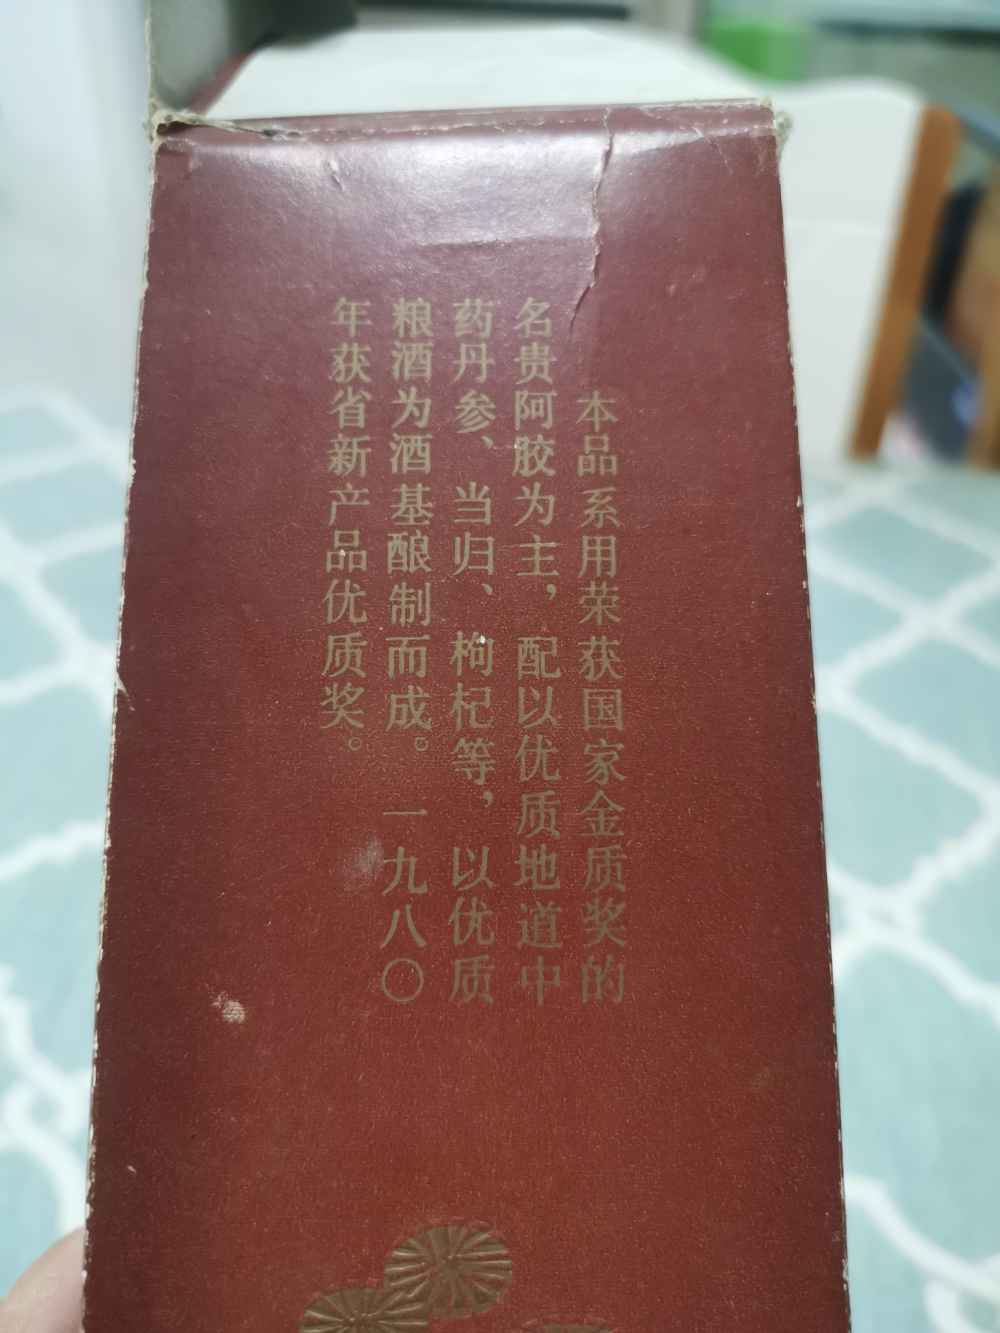 本品系用荣获国家金质奖的
名贵阿胶为主，配以优质地道中
药丹参、当归、枸杞等，以优质
粮酒为酒基酿制而成。一九八〇
年获省新产品优质奖。